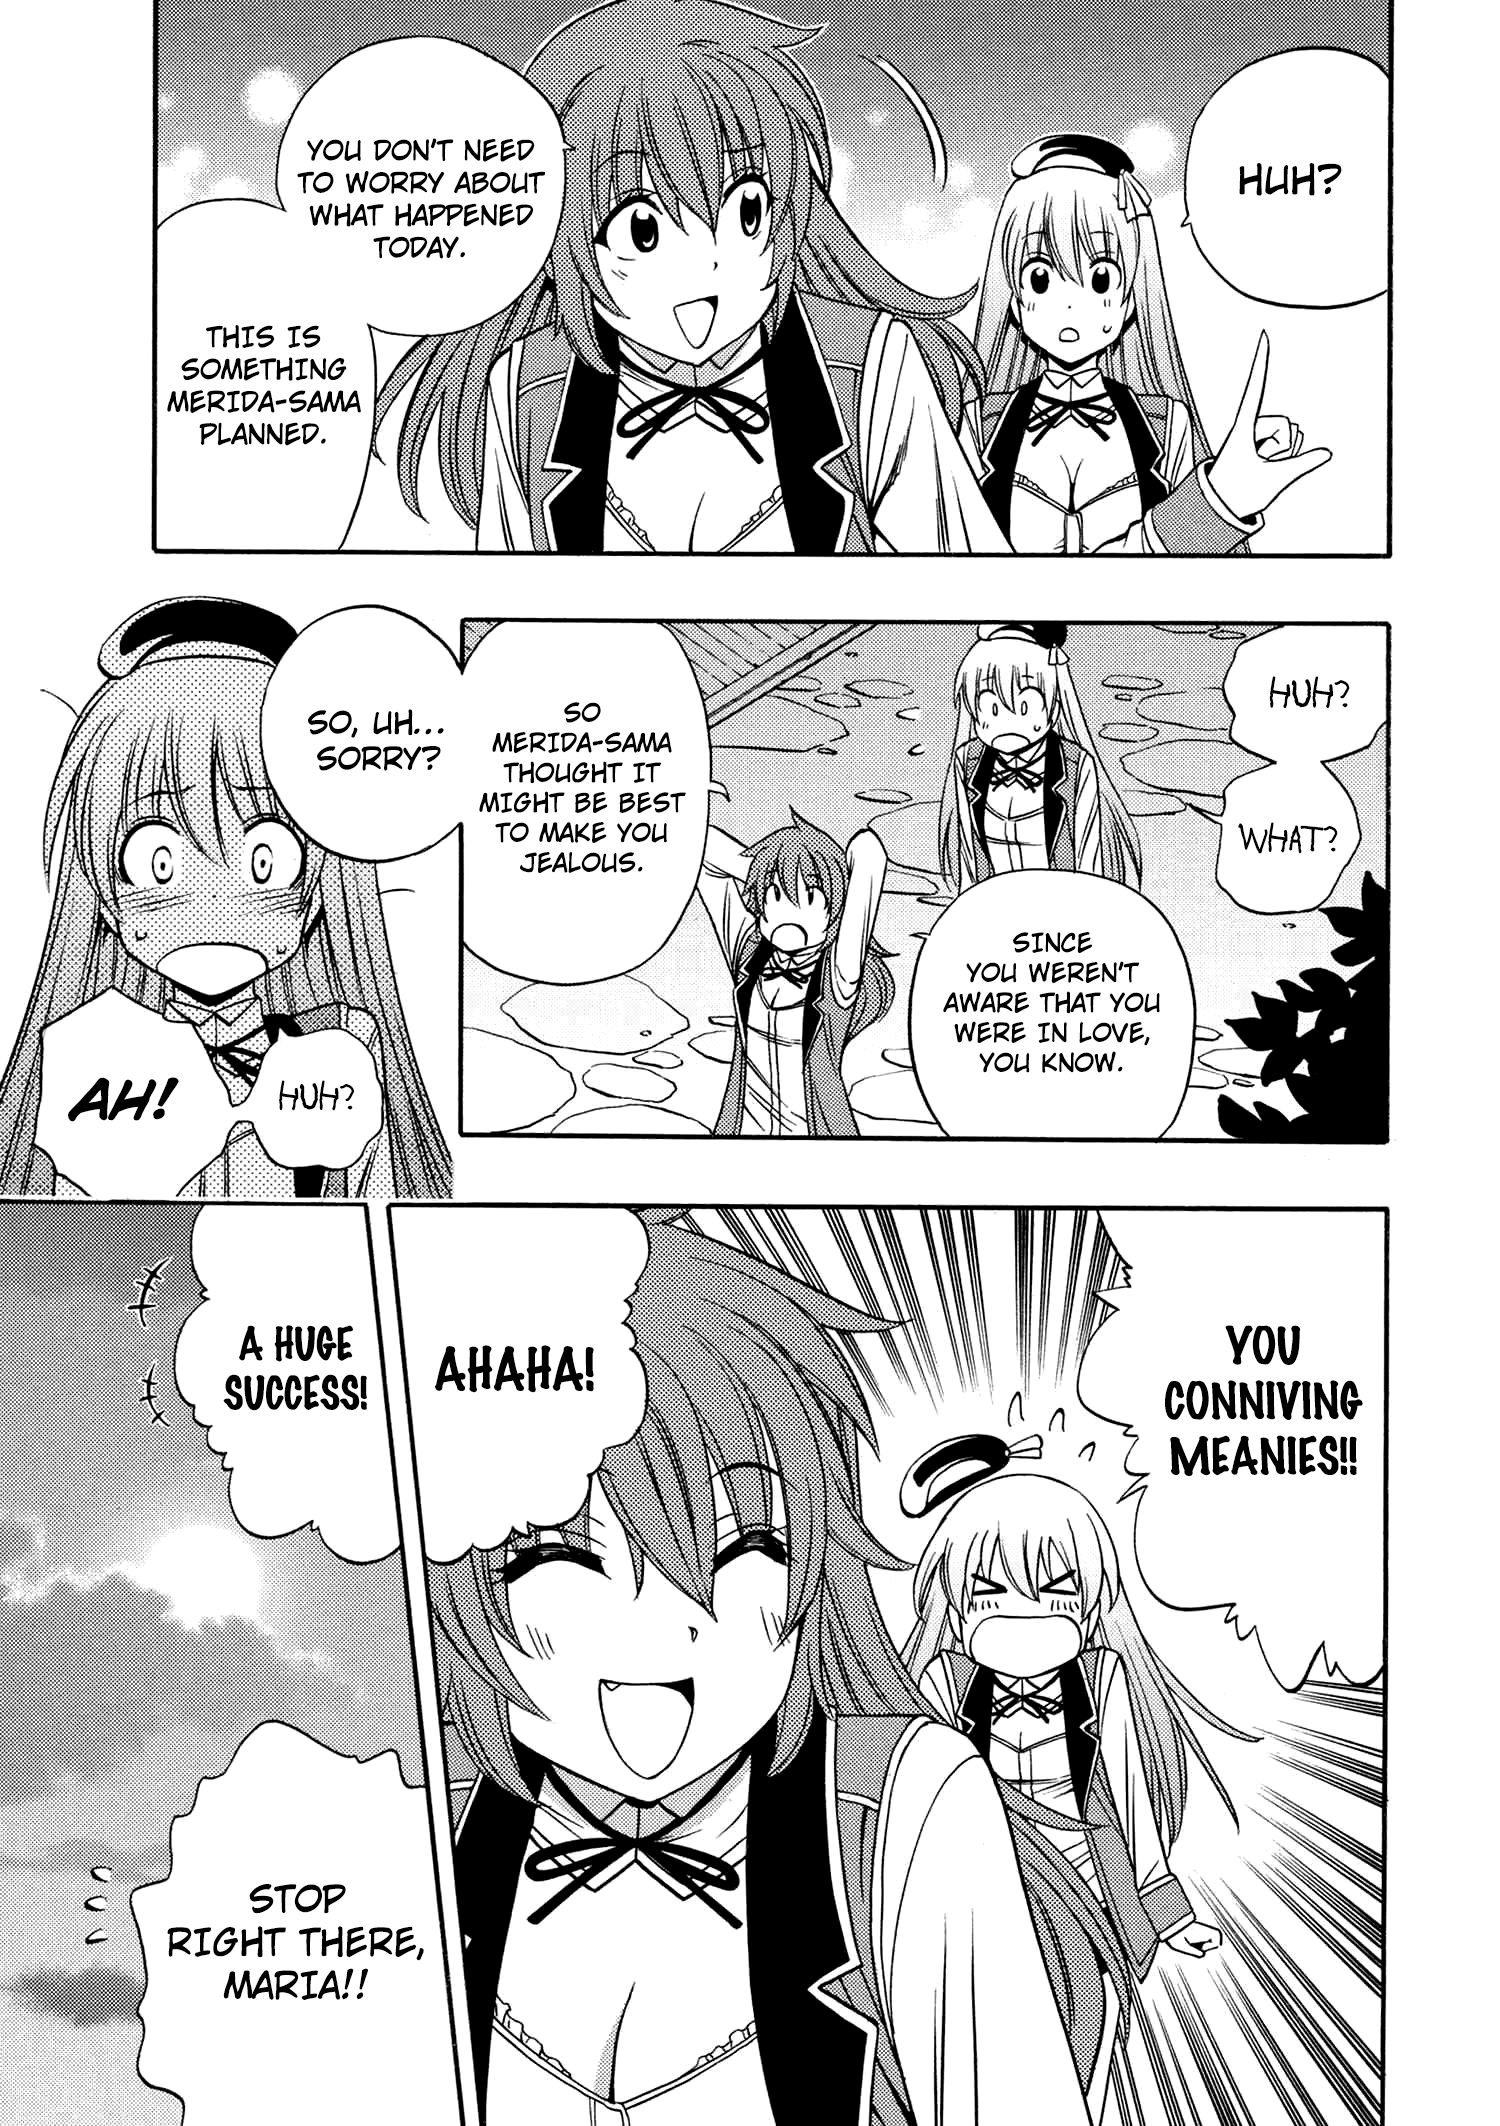 HUH?
YOU DON'T NEED
TO WORRY ABOUT
WHAT HAPPENED
TODAY.
THIS IS
SOMETHING
MERIDA-SAMA
PLANNED.
HUH?
WHAT?
SINCE
YOU WEREN'T
AWARE THAT YOU
WERE IN LOVE,
YOU KNOW.
SO
MERIDA-SAMA
THOUGHT IT
MIGHT BE BEST
TO MAKE YOU
JEALOUS.
SO, UH...
SORRY?
HUH?
AH!
YOU
CONNIVING
MEANIES!!
AHAHA!
A HUGE
SUCCESS!
STOP
RIGHT THERE,
MARIA!!